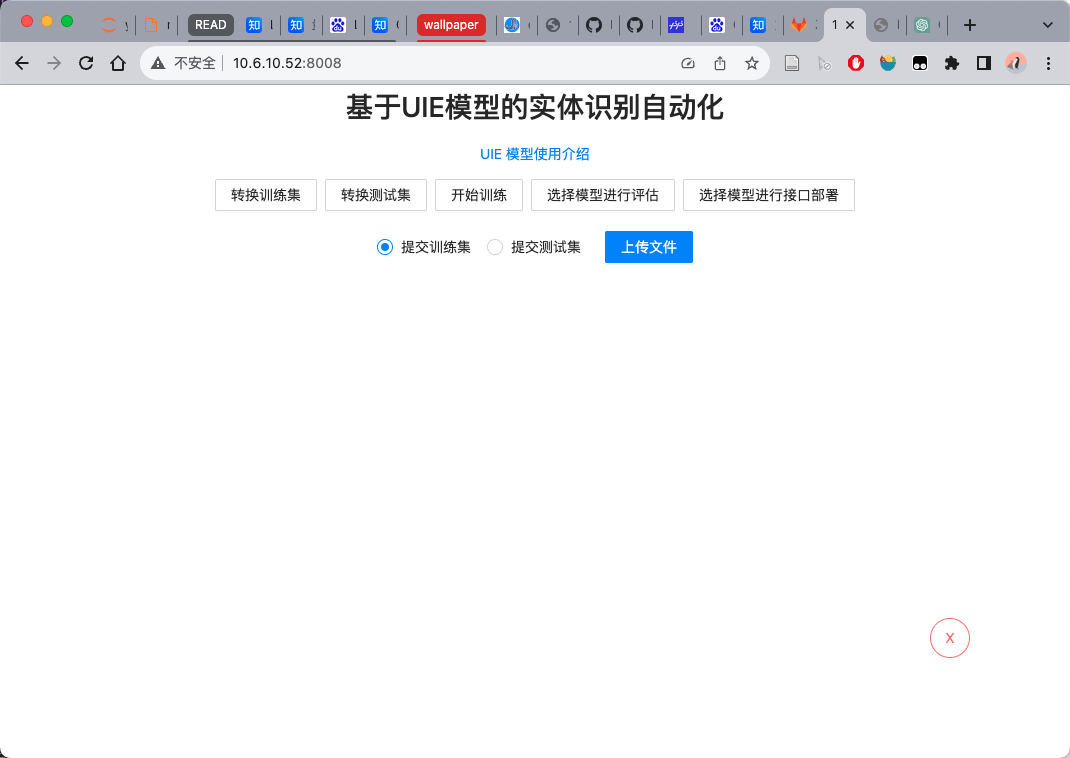 READ 知 知 知 wallpaper 知 1
不安全 10.6.10.52:8008
基于UIE模型的实体识别自动化
UIE 模型使用介绍
转换训练集 转换测试集 开始训练 选择模型进行评估 选择模型进行接口部署
提交训练集 提交测试集 上传文件
X